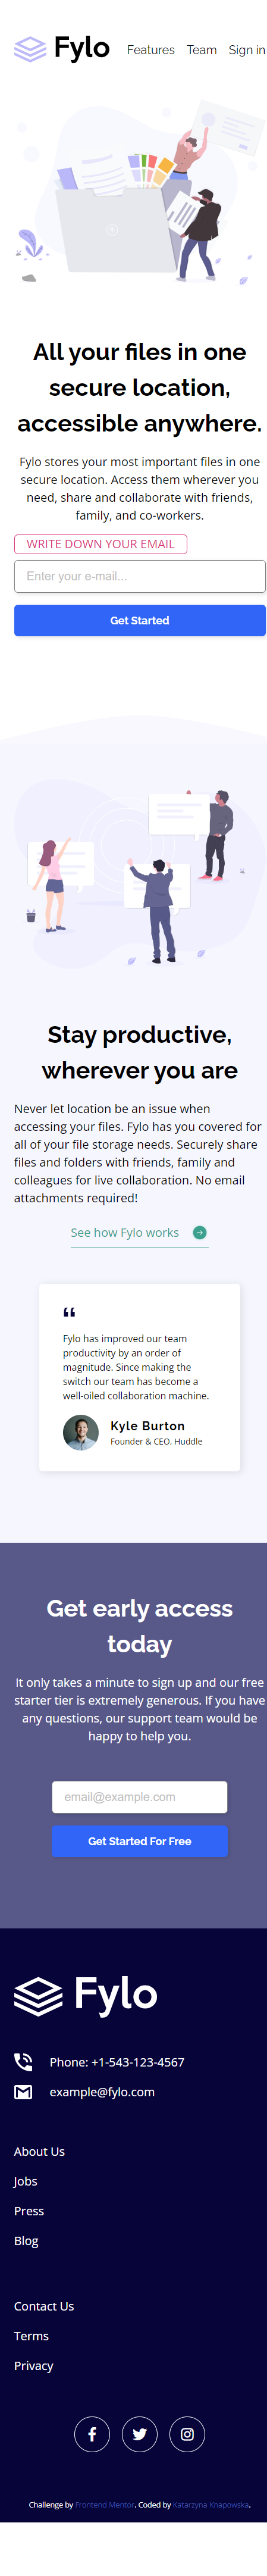 Fylo Features Team Sign in
All your files in one
secure location,
accessible anywhere.
Fylo stores your most important files in one
secure location. Access them wherever you
need, share and collaborate with friends,
family, and co-workers.
WRITE DOWN YOUR EMAIL
Enter your e-mail...
Get Started
Stay productive,
wherever you are
Never let location be an issue when
accessing your files. Fylo has you covered for
all of your file storage needs. Securely share
files and folders with friends, family and
colleagues for live collaboration. No email
attachments required!
See how Fylo works
“
Fylo has improved our team
productivity by an order of
magnitude. Since making the
switch our team has become a
well-oiled collaboration machine.
Kyle Burton
Founder & CEO, Huddle
Get early access
today
It only takes a minute to sign up and our free
starter tier is extremely generous. If you have
any questions, our support team would be
happy to help you.
email@example.com
Get Started For Free
Fylo
Phone: +1-543-123-4567
example@fylo.com
About Us
Jobs
Press
Blog
Contact Us
Terms
Privacy
Challenge by Frontend Mentor. Coded by Katarzyna Knapowska.